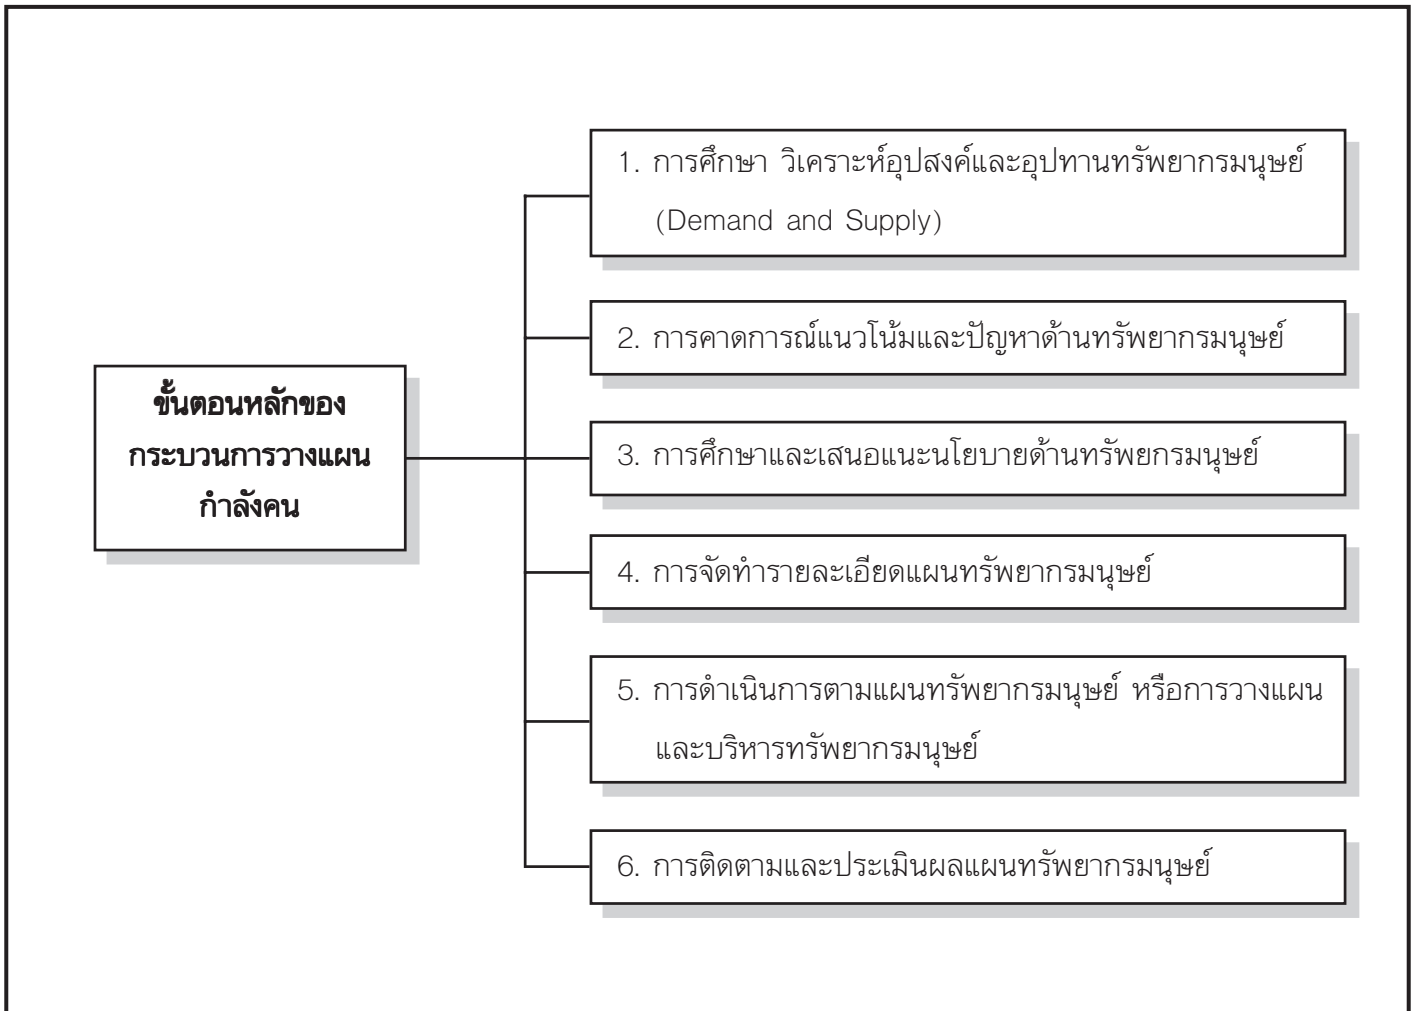 ขั้นตอนหลักของ
กระบวนการวางแผน
กำลังคน
1. การศึกษา วิเคราะห์อุปสงค์และอุปทานทรัพยากรมนุษย์
(Demand and Supply)
2. การคาดการณ์แนวโน้มและปัญหาด้านทรัพยากรมนุษย์
3. การศึกษาและเสนอแนะนโยบายด้านทรัพยกรมนุษย์
4. การจัดทำรายละเอียดแผนทรัพยากรมนุษย์
5. การดำเนินการตามแผนทรัพยากรมนุษย์ หรือการวางแผน
และบริหารทรัพยากรมนุษย์
6. การติดตามและประเมินผลแผนทรัพยากรมนุษย์